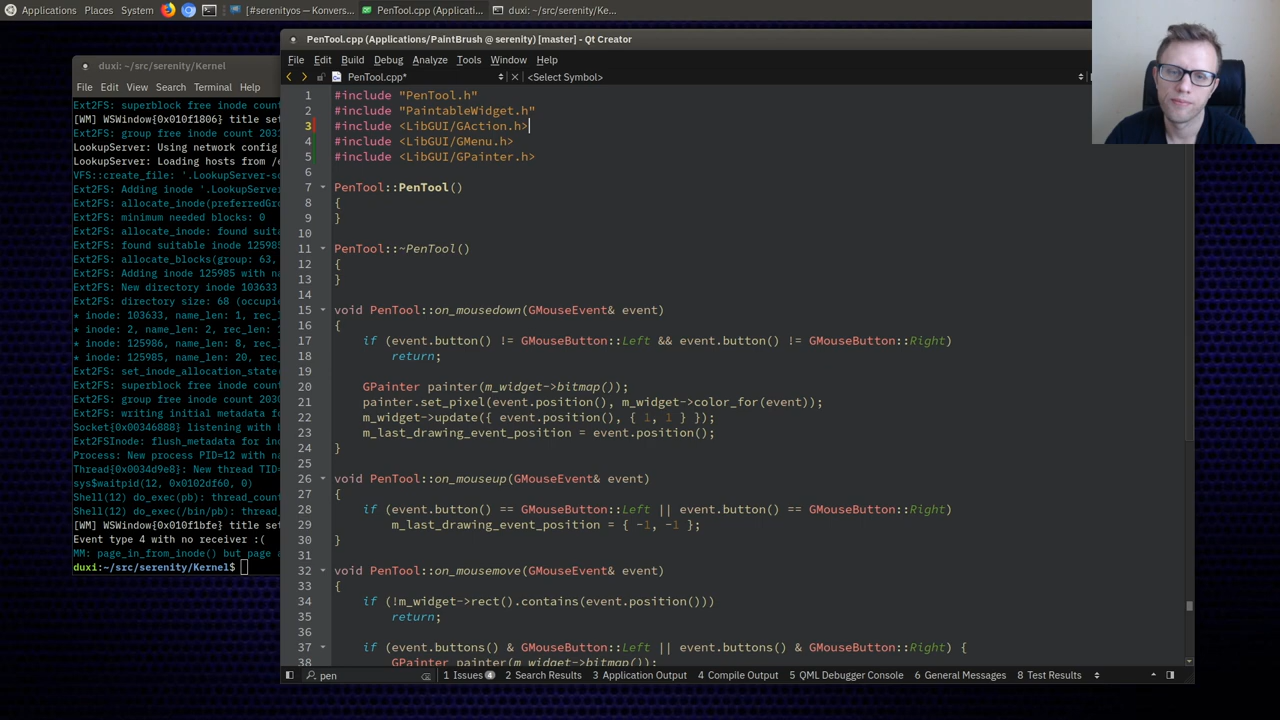 Applications Places System [#serenityos — Konvers... PenTool.cpp (Applicati... duxi: ~/src/serenity/Ke...
PenTool.cpp (Applications/PaintBrush @ serenity) [master] - Qt Creator
File Edit Build Debug Analyze Tools Window Help
PenTool.cpp* <Select Symbol>
duxi: ~/src/serenity/Kernel
File Edit View Search Terminal Help
Ext2FS: superblock free inode count
[WM] WSWindow{0x010f1806} title set
Ext2FS: group free inode count 2031
LookupServer: Using network config
LookupServer: Loading hosts from /e
VFS::create_file: '.LookupServer-so
Ext2FS: Adding inode '.LookupServer
Ext2FS: allocate_inode(preferredGro
Ext2FS: minimum needed blocks: 0
Ext2FS: allocate_inode: found suita
Ext2FS: found suitable inode 125985
Ext2FS: allocate_blocks(group: 63,
Ext2FS: Adding inode 125985 with na
Ext2FS: New directory inode 103633
Ext2FS: directory size: 68 (occupie
* inode: 103633, name_len: 1, rec_l
* inode: 2, name_len: 2, rec_len: 1
* inode: 125986, name_len: 8, rec_l
* inode: 125985, name_len: 20, rec_
Ext2FS: set_inode_allocation_state(
Ext2FS: superblock free inode count
Ext2FS: group free inode count 2030
Ext2FS: writing initial metadata fo
Socket{0x00346888} listening with b
Ext2FSInode: flush_metadata for ino
Process: New process PID=12 with na
Thread{0x0034d9e8}: New thread TID=
sys$waitpid(12, 0x0102df60, 0)
Shell(12) do_exec(pb): thread_count
Shell(12) do_exec(/bin/pb): thread_
[WM] WSWindow{0x010f1bfe} title set
Event type 4 with no receiver :(
MM: page_in_from_inode() but page a
duxi:~/src/serenity/Kernel$
1 #include "PenTool.h"
2 #include "PaintableWidget.h"
3 #include <LibGUI/GAction.h>
4 #include <LibGUI/GMenu.h>
5 #include <LibGUI/GPainter.h>
6
7 PenTool::PenTool()
8 {
9 }
10
11 PenTool::~PenTool()
12 {
13 }
14
15 void PenTool::on_mousedown(GMouseEvent& event)
16 {
17 if (event.button() != GMouseButton::Left && event.button() != GMouseButton::Right)
18 return;
19
20 GPainter painter(m_widget->bitmap());
21 painter.set_pixel(event.position(), m_widget->color_for(event));
22 m_widget->update({ event.position(), { 1, 1 } });
23 m_last_drawing_event_position = event.position();
24 }
25
26 void PenTool::on_mouseup(GMouseEvent& event)
27 {
28 if (event.button() == GMouseButton::Left || event.button() == GMouseButton::Right)
29 m_last_drawing_event_position = { -1, -1 };
30 }
31
32 void PenTool::on_mousemove(GMouseEvent& event)
33 {
34 if (!m_widget->rect().contains(event.position()))
35 return;
36
37 if (event.buttons() & GMouseButton::Left || event.buttons() & GMouseButton::Right) {
38 GPainter painter(m_widget->bitmap());
pen 1 Issues 4 2 Search Results 3 Application Output 4 Compile Output 5 QML Debugger Console 6 General Messages 8 Test Results